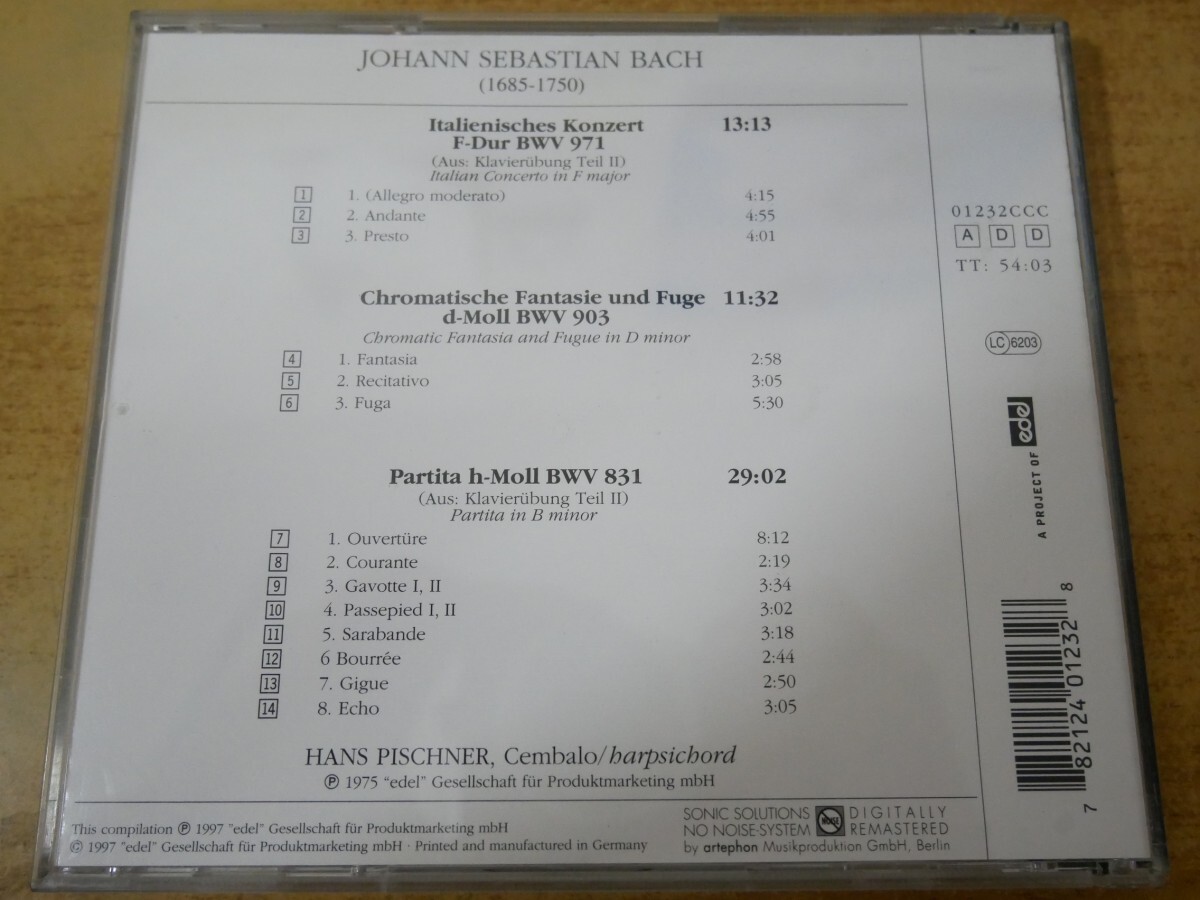 JOHANN SEBASTIAN BACH
(1685-1750)
Italienisches Konzert 13:13
F-Dur BWV 971
(Aus: Klavierübung Teil II)
Italian Concerto in F major
1 1. (Allegro moderato) 4:15
2 2. Andante 4:55
3 3. Presto 4:01
Chromatische Fantasie und Fuge 11:32
d-Moll BWV 903
Chromatic Fantasia and Fugue in D minor
4 1. Fantasia 2:58
5 2. Recitativo 3:05
6 3. Fuga 5:30
Partita h-Moll BWV 831 29:02
(Aus: Klavierübung Teil II)
Partita in B minor
7 1. Ouvertüre 8:12
8 2. Courante 2:19
9 3. Gavotte I, II 3:34
10 4. Passepied I, II 3:02
11 5. Sarabande 3:18
12 6 Bourrée 2:44
13 7. Gigue 2:50
14 8. Echo 3:05
HANS PISCHNER, Cembalo/harpsichord
℗ 1975 "edel" Gesellschaft für Produktmarketing mbH
This compilation ℗ 1997 "edel" Gesellschaft für Produktmarketing mbH
© 1997 "edel" Gesellschaft für Produktmarketing mbH · Printed and manufactured in Germany
SONIC SOLUTIONS NOISE DIGITALLY
NO NOISE-SYSTEM REMASTERED
by artephon Musikproduktion GmbH, Berlin
01232CCC
A D D
TT: 54:03
LC 6203
A PROJECT OF edel
7 82124 01232 8